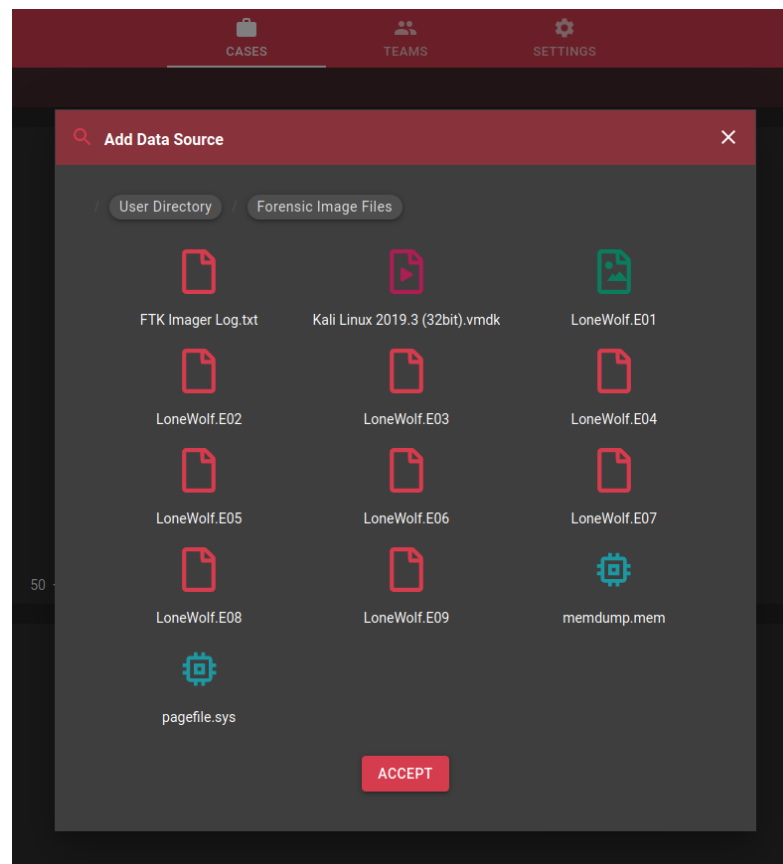 CASES TEAMS SETTINGS
Add Data Source
/ User Directory / Forensic Image Files
FTK Imager Log.txt Kali Linux 2019.3 (32bit).vmdk LoneWolf.E01
LoneWolf.E02 LoneWolf.E03 LoneWolf.E04
LoneWolf.E05 LoneWolf.E06 LoneWolf.E07
50
LoneWolf.E08 LoneWolf.E09 memdump.mem
pagefile.sys
ACCEPT